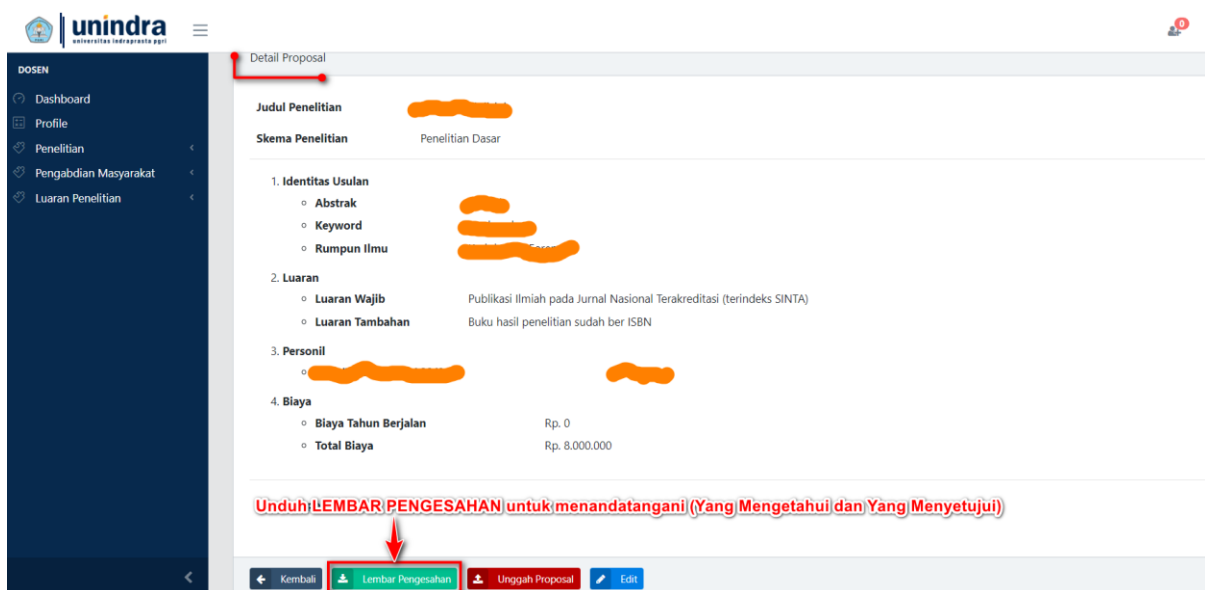 unindra
universitas indraprasta pgri
0
DOSEN
Dashboard
Profile
Penelitian
Pengabdian Masyarakat
Luaran Penelitian
Detail Proposal
Judul Penelitian
Skema Penelitian Penelitian Dasar
1. Identitas Usulan
Abstrak
Keyword
Rumpun Ilmu
2. Luaran
Luaran Wajib Publikasi Ilmiah pada Jurnal Nasional Terakreditasi (terindeks SINTA)
Luaran Tambahan Buku hasil penelitian sudah ber ISBN
3. Personil
4. Biaya
Biaya Tahun Berjalan Rp. 0
Total Biaya Rp. 8.000.000
Unduh LEMBAR PENGESAHAN untuk menandatangani (Yang Mengetahui dan Yang Menyetujui)
Kembali Lembar Pengesahan Unggah Proposal Edit